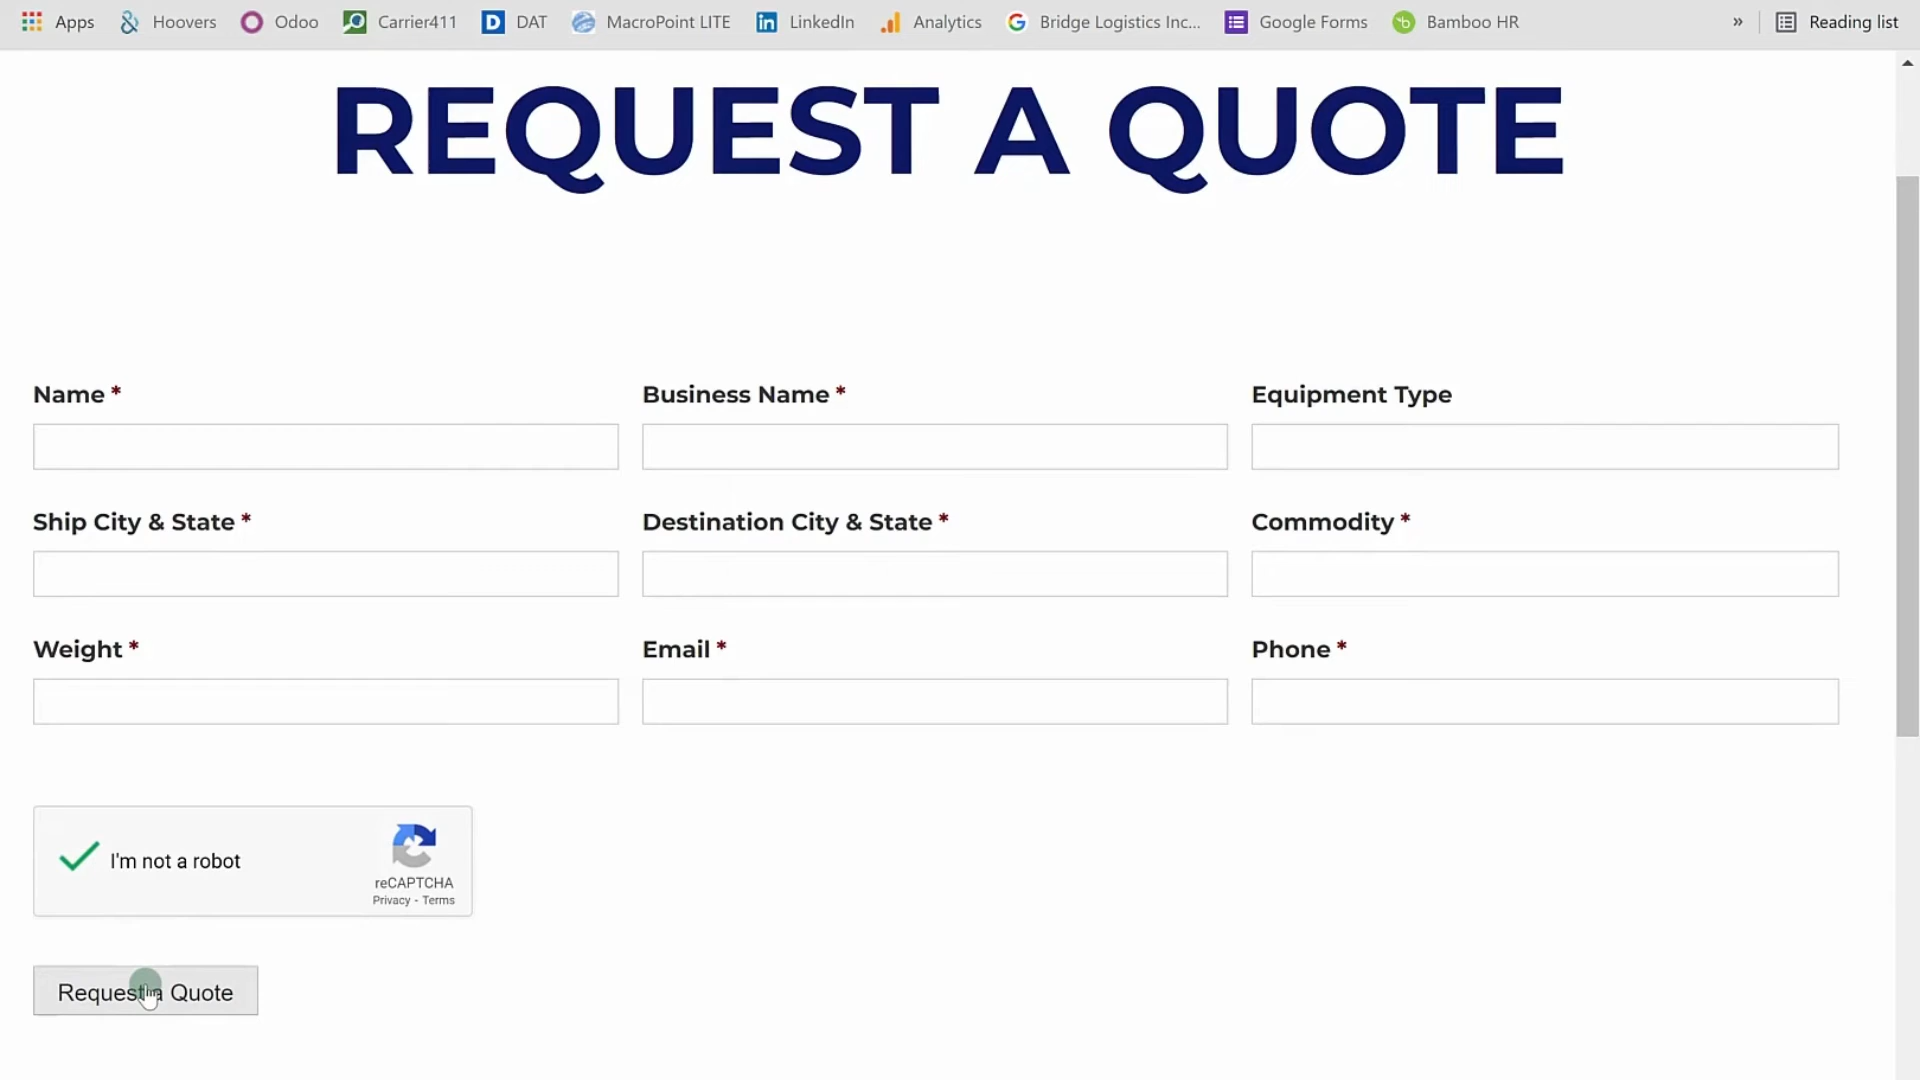 Apps Hoovers Odoo Carrier411 DAT MacroPoint LITE LinkedIn Analytics Bridge Logistics Inc... Google Forms Bamboo HR » Reading list
REQUEST A QUOTE
Name * Business Name * Equipment Type
Ship City & State * Destination City & State * Commodity *
Weight * Email * Phone *
I'm not a robot
reCAPTCHA
Privacy - Terms
Request a Quote